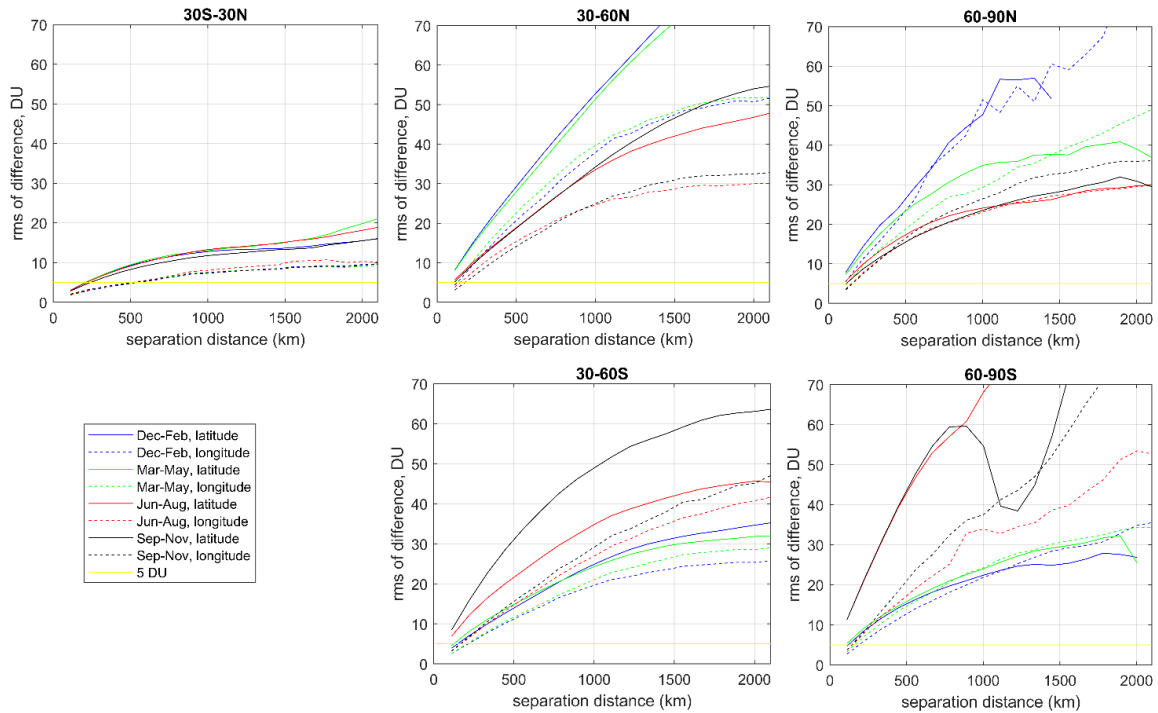 30S-30N
rms of difference, DU
70
60
50
40
30
20
10
0
0 500 1000 1500 2000
separation distance (km)
30-60N
rms of difference, DU
70
60
50
40
30
20
10
0
0 500 1000 1500 2000
separation distance (km)
60-90N
rms of difference, DU
70
60
50
40
30
20
10
0
0 500 1000 1500 2000
separation distance (km)
Dec-Feb, latitude
Dec-Feb, longitude
Mar-May, latitude
Mar-May, longitude
Jun-Aug, latitude
Jun-Aug, longitude
Sep-Nov, latitude
Sep-Nov, longitude
5 DU
30-60S
rms of difference, DU
70
60
50
40
30
20
10
0
0 500 1000 1500 2000
separation distance (km)
60-90S
rms of difference, DU
70
60
50
40
30
20
10
0
0 500 1000 1500 2000
separation distance (km)